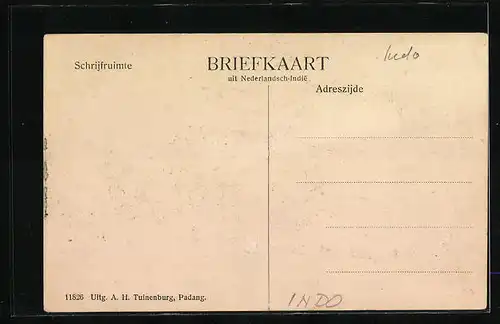 Schrijfruimte
BRIEFKAART
uit Nederlandsch-Indië
Indo
Adreszijde
11826 Uitg. A. H. Tuinenburg, Padang.
INDO